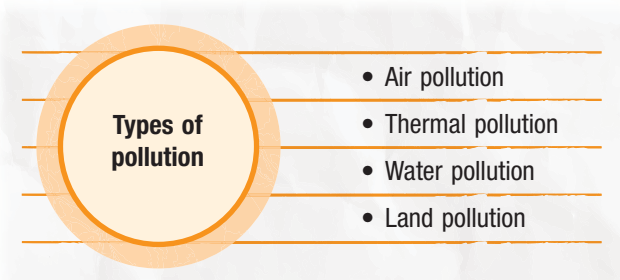 Types of
pollution
• Air pollution
• Thermal pollution
• Water pollution
• Land pollution